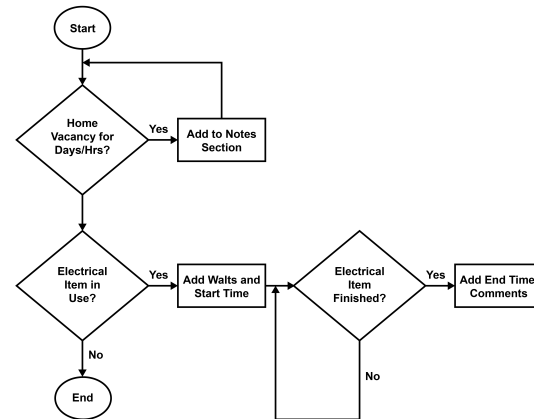 Start
Home
Vacancy for
Days/Hrs?
Yes
Add to Notes
Section
Electrical
Item in
Use?
Yes
Add Walts and
Start Time
Electrical
Item
Finished?
Yes
Add End Time
Comments
No
No
End